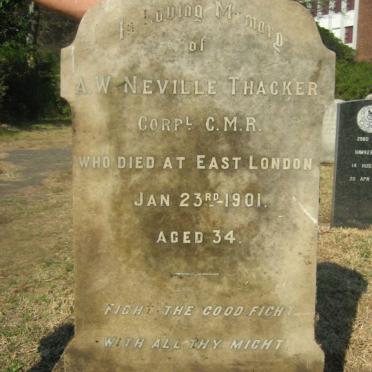 In Loving Memory
of
A. W. NEVILLE THACKER
CORPL. C.M.R.
WHO DIED AT EAST LONDON
JAN 23RD 1901.
AGED 34.
FIGHT THE GOOD FIGHT
WITH ALL THY MIGHT